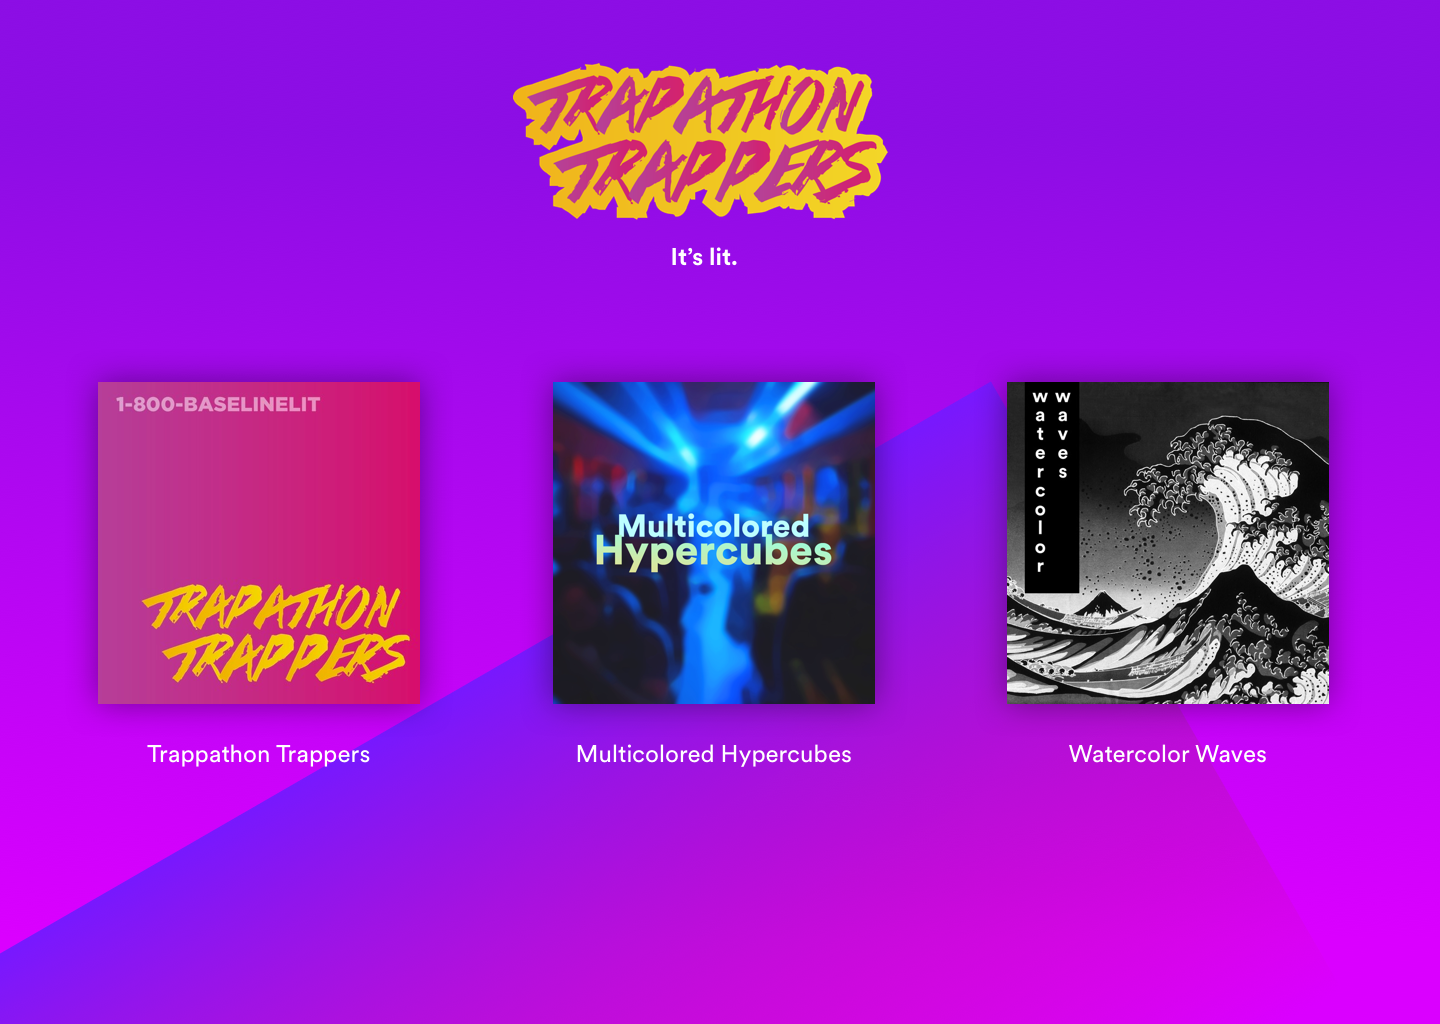 TRAPATHON
TRAPPERS
It's lit.
1-800-BASELINELIT
TRAPATHON
TRAPPERS
Multicolored
Hypercubes
watercolor
waves
Trappathon Trappers
Multicolored Hypercubes
Watercolor Waves